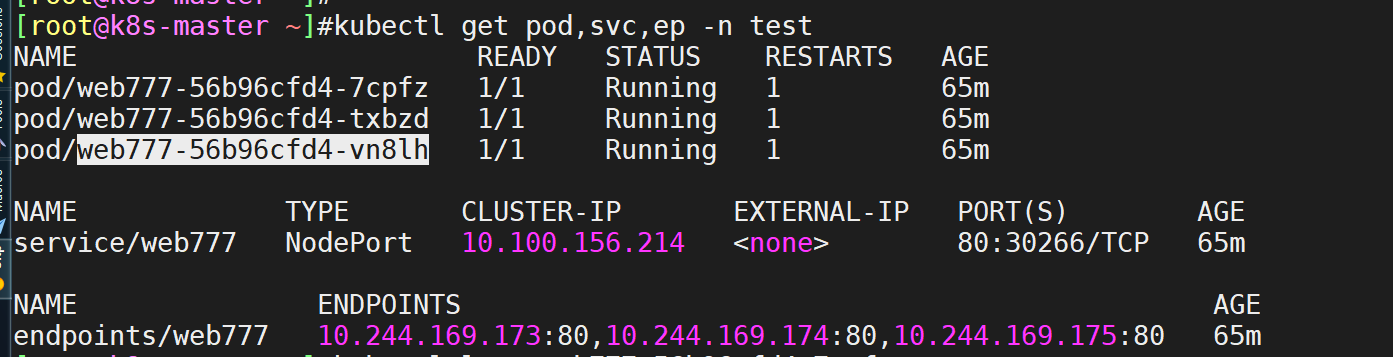 [root@k8s-master ~]#
[root@k8s-master ~]#kubectl get pod,svc,ep -n test
NAME                         READY   STATUS    RESTARTS   AGE
pod/web777-56b96cfd4-7cpfz   1/1     Running   1          65m
pod/web777-56b96cfd4-txbzd   1/1     Running   1          65m
pod/web777-56b96cfd4-vn8lh   1/1     Running   1          65m
NAME             TYPE       CLUSTER-IP       EXTERNAL-IP   PORT(S)        AGE
service/web777   NodePort   10.100.156.214   <none>        80:30266/TCP   65m
NAME               ENDPOINTS                                               AGE
endpoints/web777   10.244.169.173:80,10.244.169.174:80,10.244.169.175:80   65m